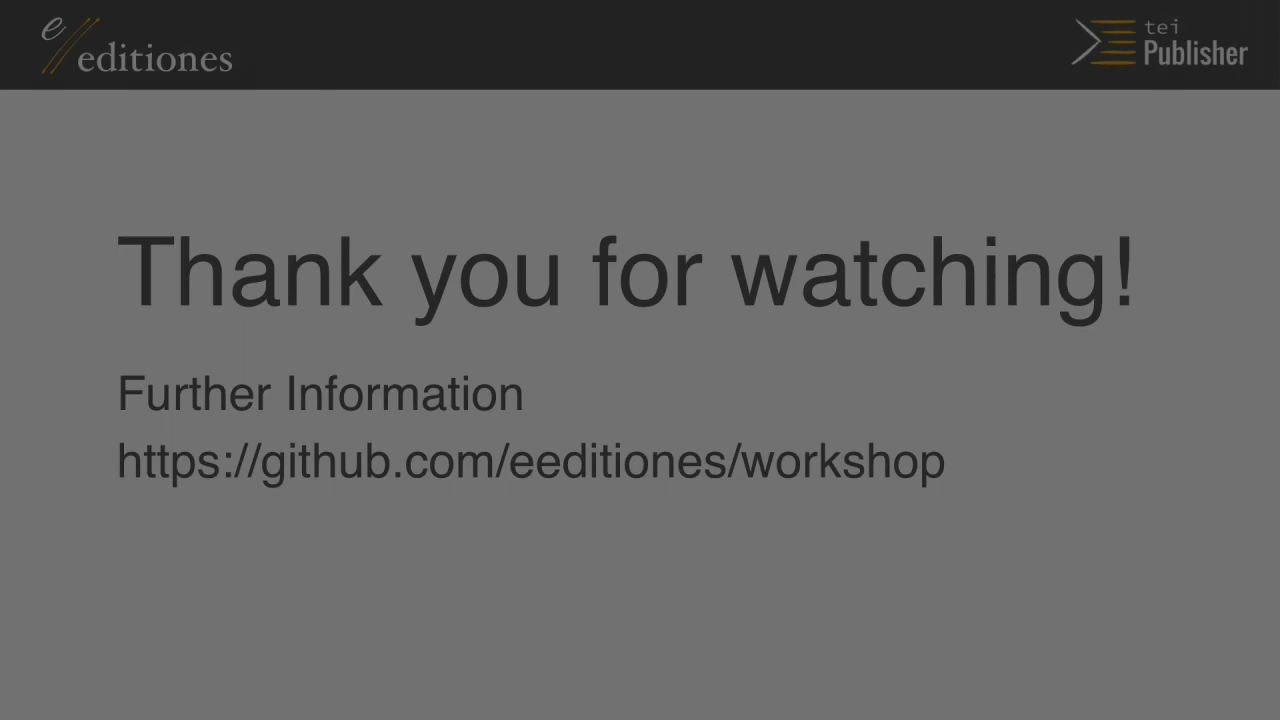 e
editiones
tei
Publisher
Thank you for watching!
Further Information
https://github.com/eeditiones/workshop